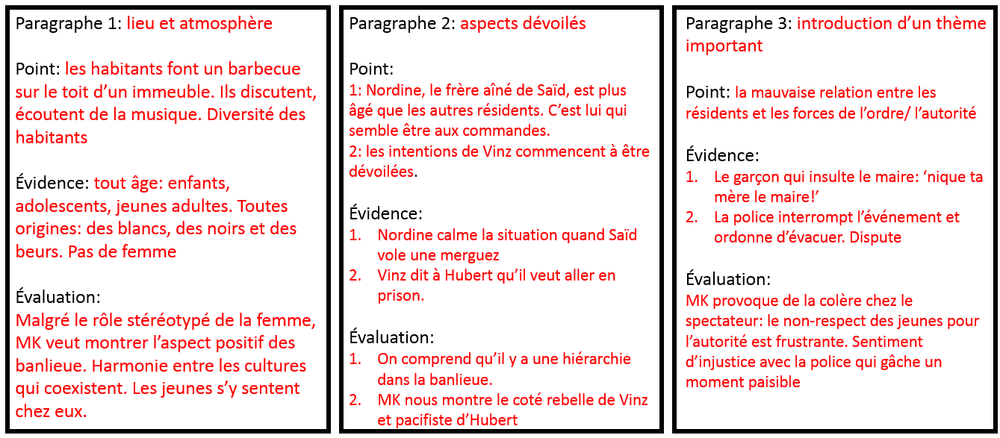 Paragraphe 1: lieu et atmosphère
Point: les habitants font un barbecue
sur le toit d’un immeuble. Ils discutent,
écoutent de la musique. Diversité des
habitants
Évidence: tout âge: enfants,
adolescents, jeunes adultes. Toutes
origines: des blancs, des noirs et des
beurs. Pas de femme
Évaluation:
Malgré le rôle stéréotypé de la femme,
MK veut montrer l’aspect positif des
banlieue. Harmonie entre les cultures
qui coexistent. Les jeunes s’y sentent
chez eux.
Paragraphe 2: aspects dévoilés
Point:
1: Nordine, le frère aîné de Saïd, est plus
âgé que les autres résidents. C’est lui qui
semble être aux commandes.
2: les intentions de Vinz commencent à être
dévoilées.
Évidence:
1. Nordine calme la situation quand Saïd
vole une merguez
2. Vinz dit à Hubert qu’il veut aller en
prison.
Évaluation:
1. On comprend qu’il y a une hiérarchie
dans la banlieue.
2. MK nous montre le coté rebelle de Vinz
et pacifiste d’Hubert
Paragraphe 3: introduction d’un thème
important
Point: la mauvaise relation entre les
résidents et les forces de l’ordre/ l’autorité
Évidence:
1. Le garçon qui insulte le maire: ‘nique ta
mère le maire!’
2. La police interrompt l’événement et
ordonne d’évacuer. Dispute
Évaluation:
MK provoque de la colère chez le
spectateur: le non-respect des jeunes pour
l’autorité est frustrante. Sentiment
d’injustice avec la police qui gâche un
moment paisible